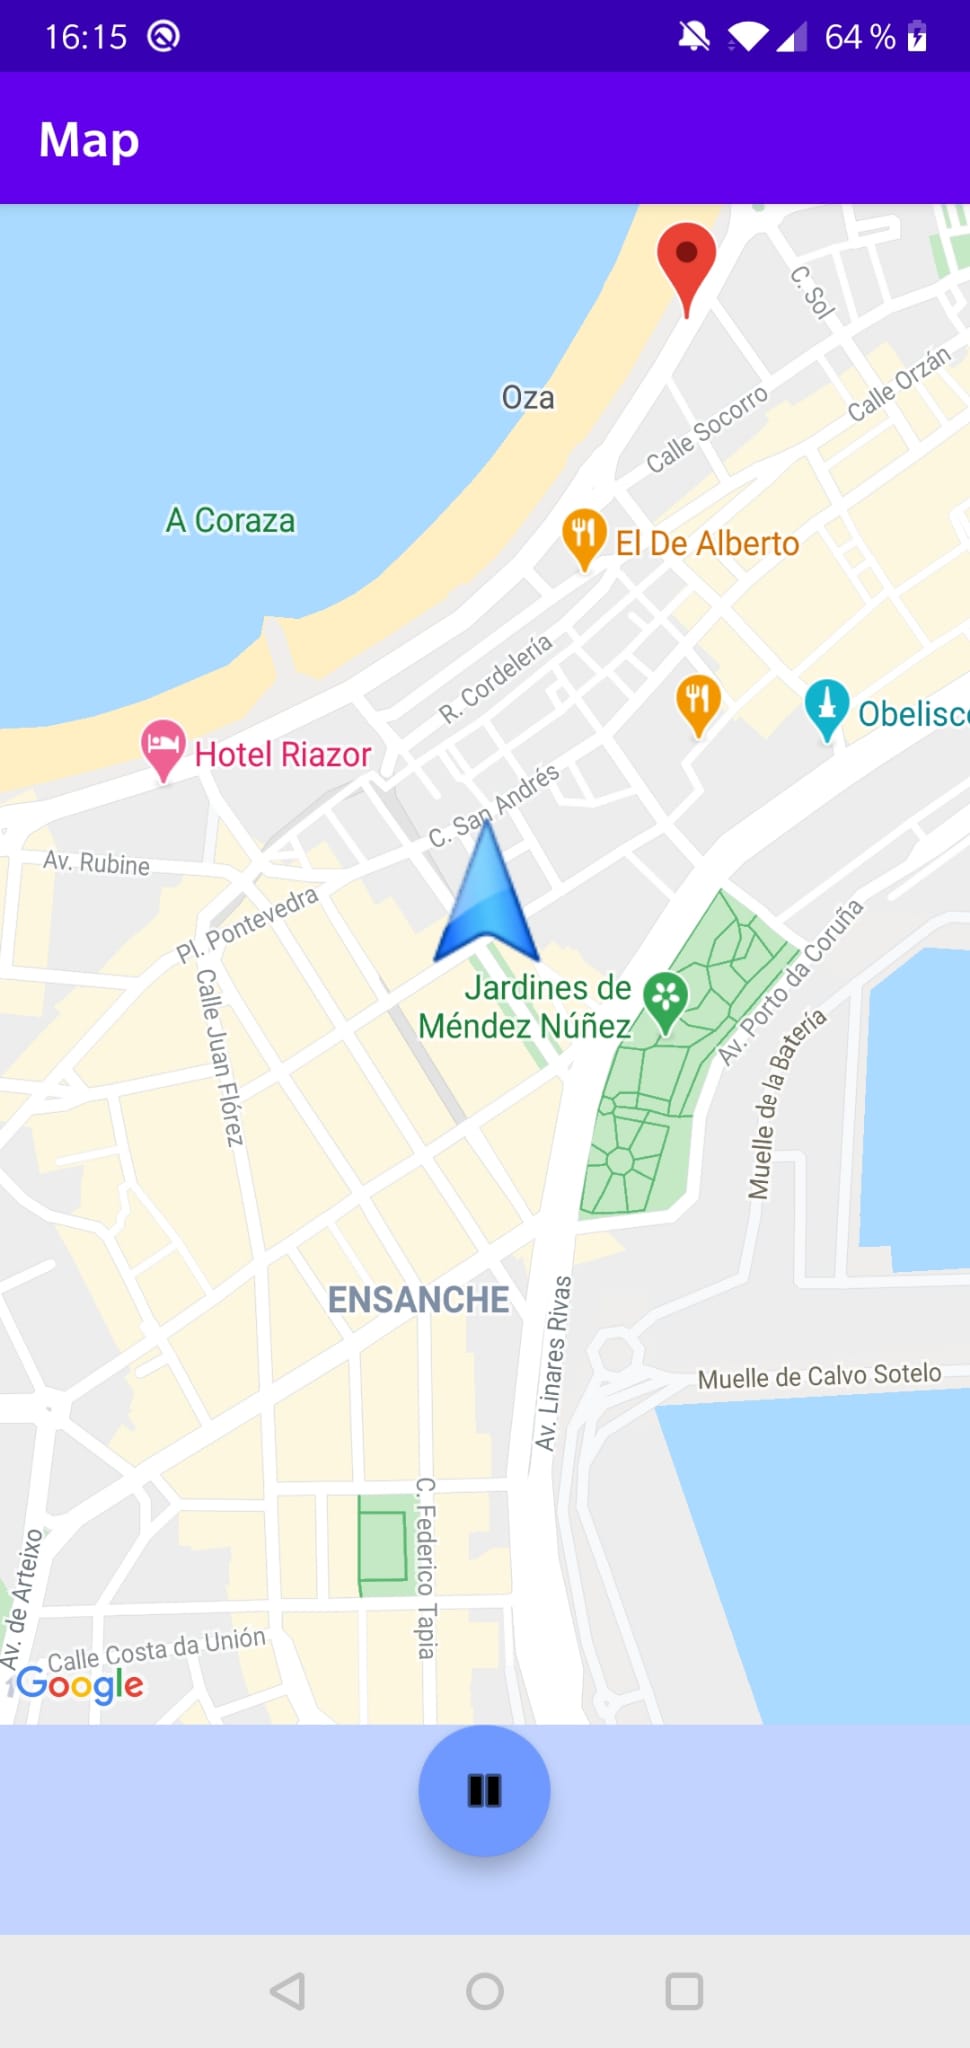 16:15
64 %
Map
C. Sol
Calle Orzán
Oza
Calle Socorro
A Coraza
El De Alberto
R. Cordelería
Obelisco
Hotel Riazor
C. San Andrés
Av. Rubine
Pl. Pontevedra
Av. Porto da Coruña
Calle Juan Flórez
Jardines de
Méndez Núñez
Muelle de la Batería
ENSANCHE
Av. Linares Rivas
Muelle de Calvo Sotelo
C. Federico Tapia
Av. de Arteixo
Calle Costa da Unión
Google